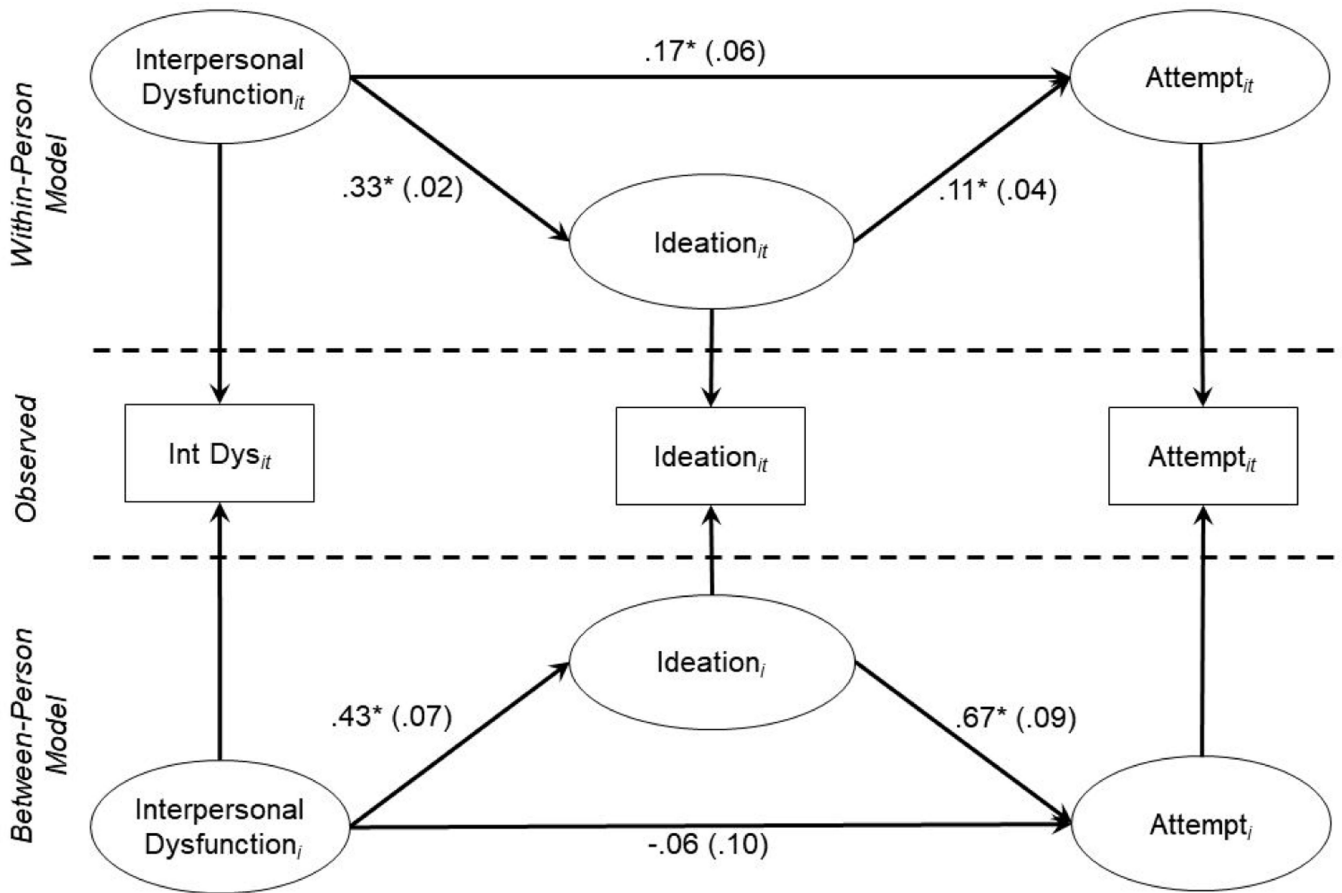 Within-Person
Model
Interpersonal
Dysfunctionit
.17* (.06)
Attemptit
.33* (.02)
.11* (.04)
Ideationit
Observed
Int Dysit
Ideationit
Attemptit
Between-Person
Model
Ideationi
.43* (.07)
.67* (.09)
Interpersonal
Dysfunctioni
-.06 (.10)
Attempti